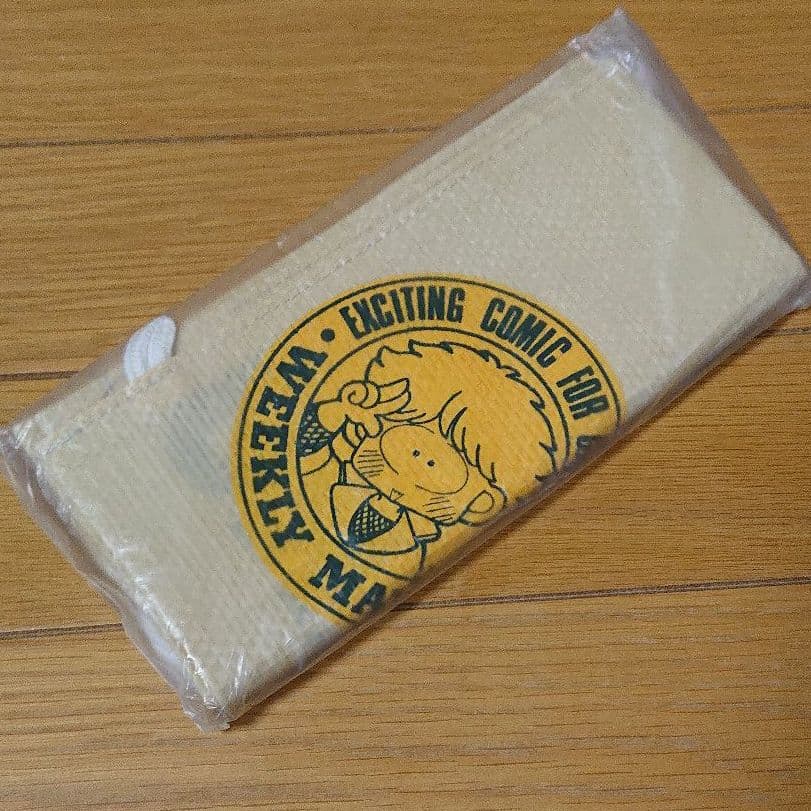 • EXCITING COMIC FOR
WEEKLY MA